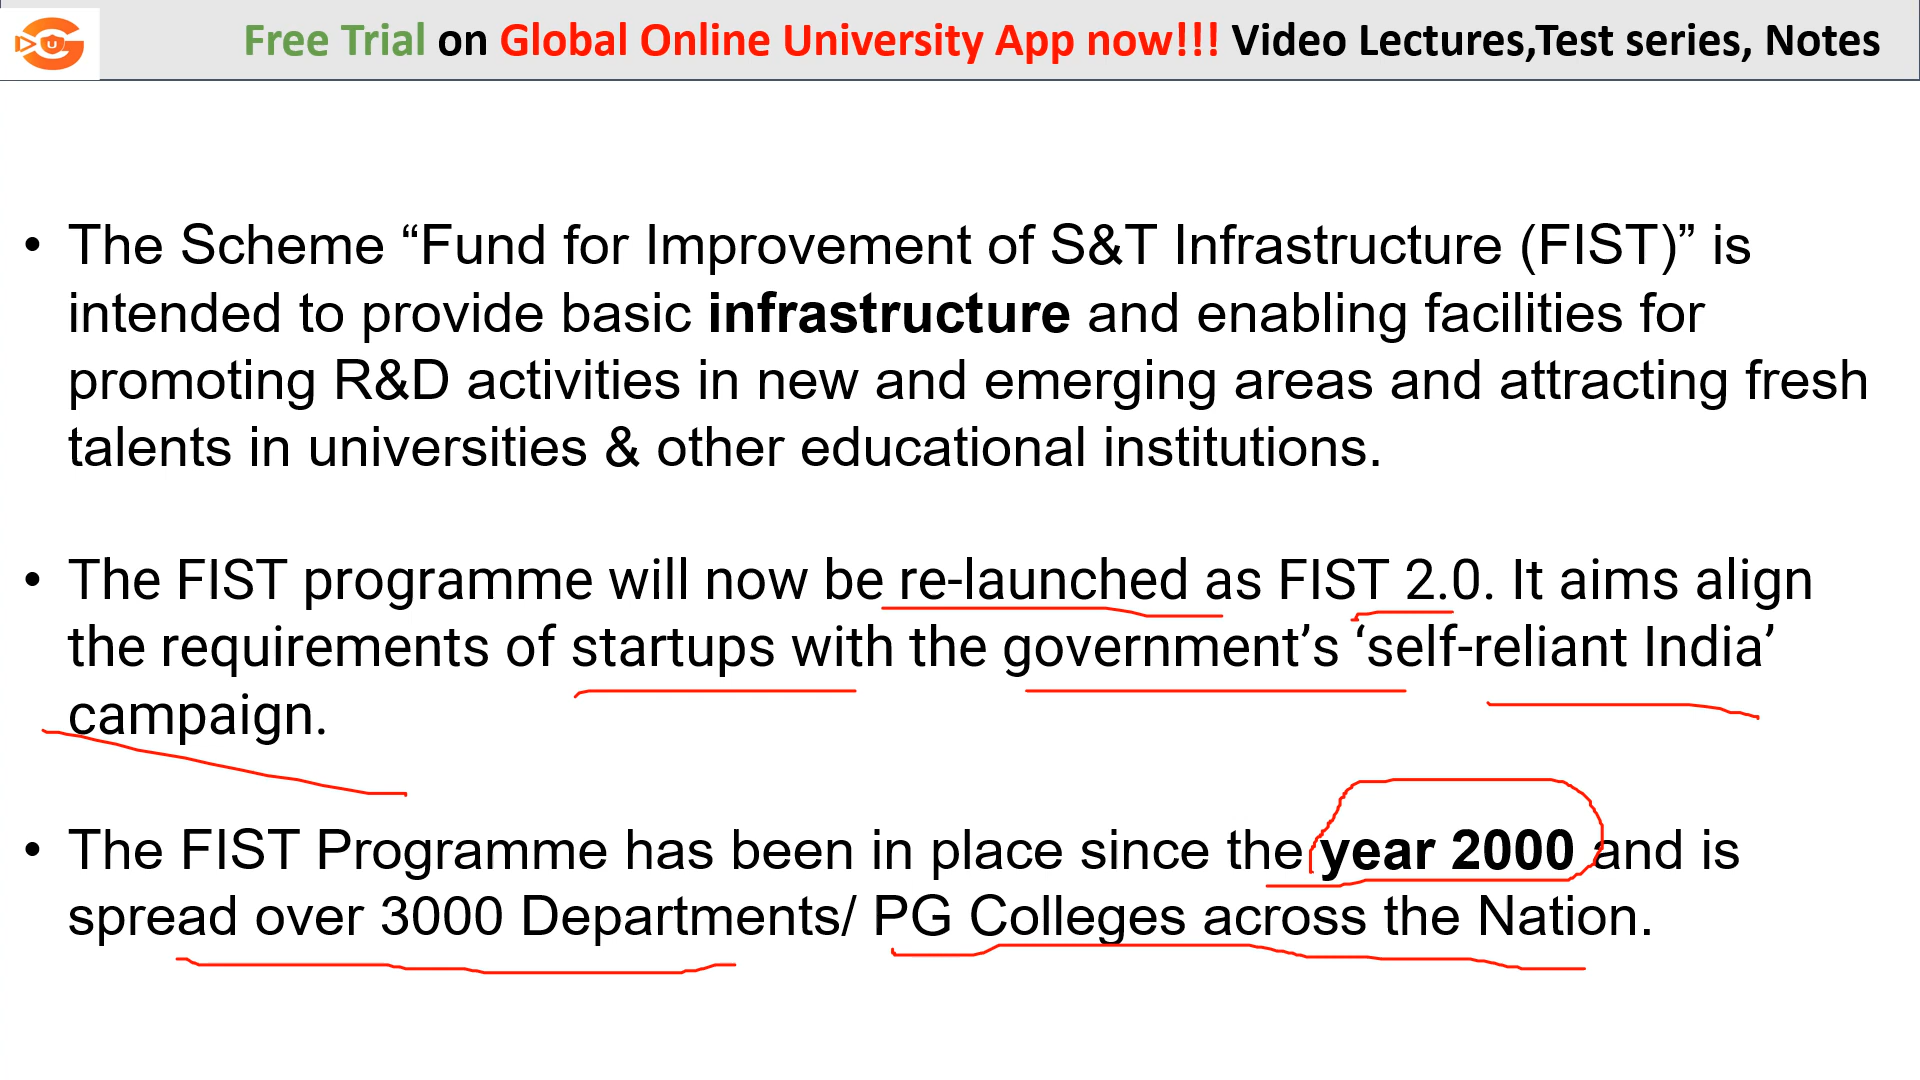 Free Trial on Global Online University App now!!! Video Lectures,Test series, Notes
U
• The Scheme “Fund for Improvement of S&T Infrastructure (FIST)” is
intended to provide basic infrastructure and enabling facilities for
promoting R&D activities in new and emerging areas and attracting fresh
talents in universities & other educational institutions.
• The FIST programme will now be re-launched as FIST 2.0. It aims align
the requirements of startups with the government’s ‘self-reliant India’
campaign.
• The FIST Programme has been in place since the year 2000 and is
spread over 3000 Departments/ PG Colleges across the Nation.